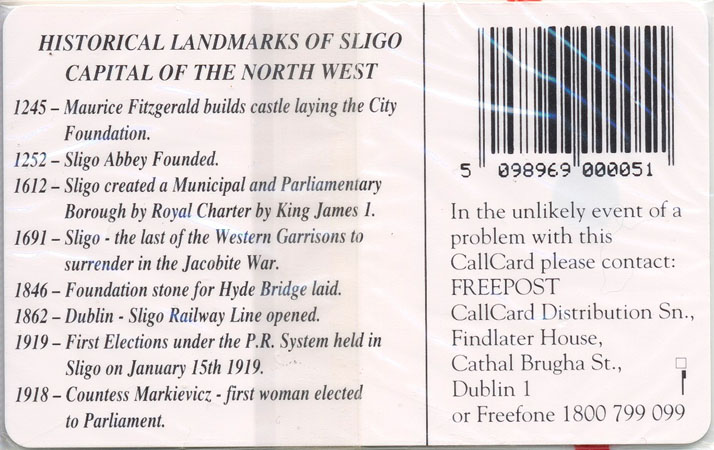 HISTORICAL LANDMARKS OF SLIGO
CAPITAL OF THE NORTH WEST
1245 – Maurice Fitzgerald builds castle laying the City
Foundation.
1252 – Sligo Abbey Founded.
1612 – Sligo created a Municipal and Parliamentary
Borough by Royal Charter by King James 1.
1691 – Sligo - the last of the Western Garrisons to
surrender in the Jacobite War.
1846 – Foundation stone for Hyde Bridge laid.
1862 – Dublin - Sligo Railway Line opened.
1919 – First Elections under the P.R. System held in
Sligo on January 15th 1919.
1918 – Countess Markievicz - first woman elected
to Parliament.
5 098969 000051
In the unlikely event of a
problem with this
CallCard please contact:
FREEPOST
CallCard Distribution Sn.,
Findlater House,
Cathal Brugha St.,
Dublin 1
or Freefone 1800 799 099